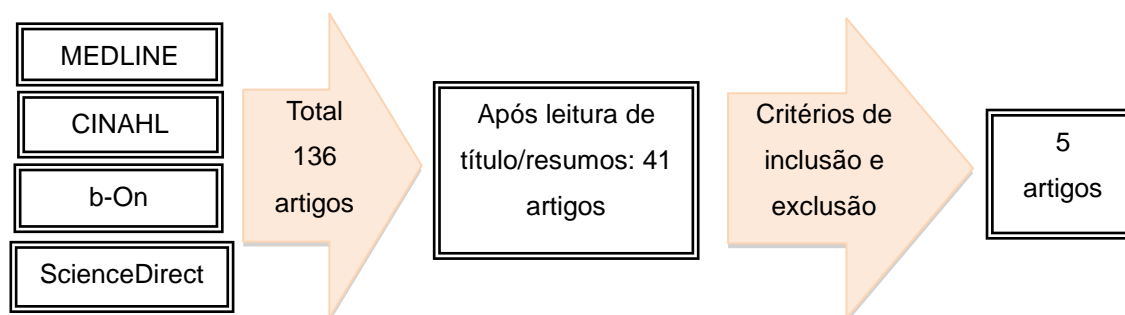 MEDLINE
CINAHL
b-On
ScienceDirect
Total
136
artigos
Após leitura de
título/resumos: 41
artigos
Critérios de
inclusão e
exclusão
5
artigos